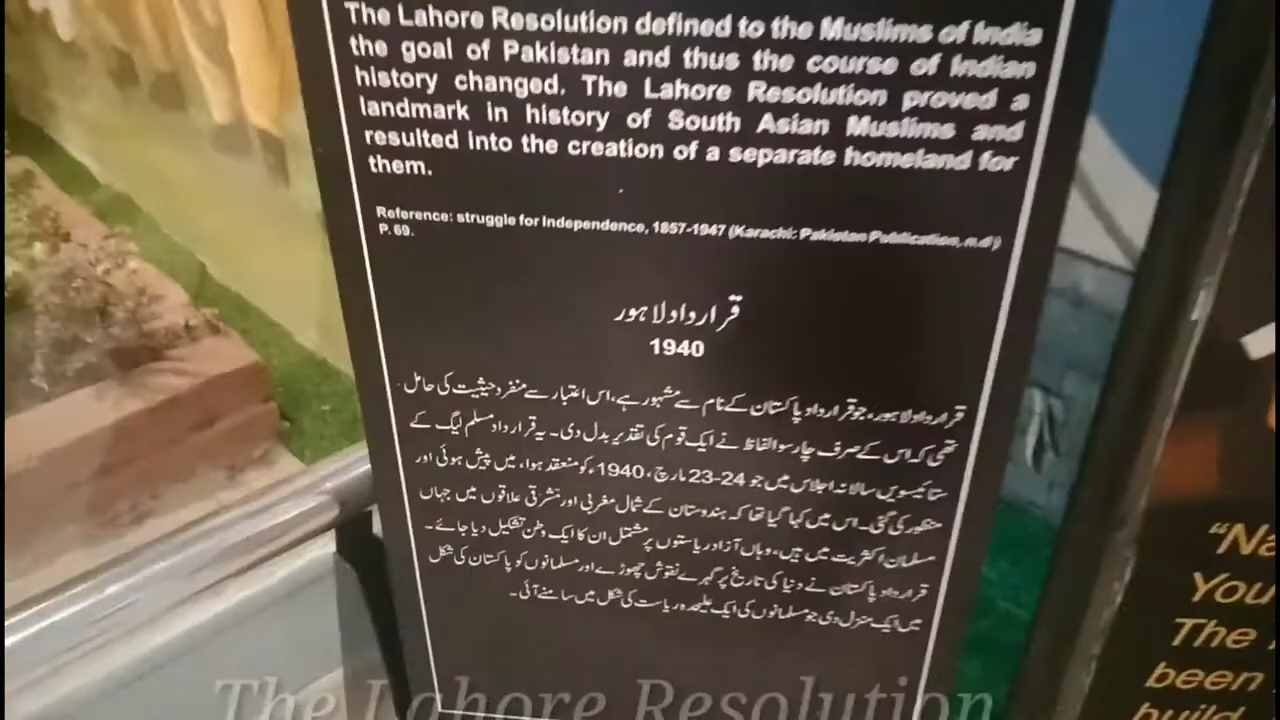 The Lahore Resolution defined to the Muslims of India
the goal of Pakistan and thus the course of Indian
history changed. The Lahore Resolution proved a
landmark in history of South Asian Muslims and
resulted into the creation of a separate homeland for
them.
Reference: struggle for Independence, 1857-1947 (Karachi: Pakistan Publication, n.d)
P. 69.
قرارداد لاہور
1940
قرارداد لاہور، جو قرارداد پاکستان کے نام سے مشہور ہے، اس اعتبار سے منفرد حیثیت کی حامل
تھی کہ اس کے صرف چار سو الفاظ نے ایک قوم کی تقدیر بدل دی۔ یہ قرارداد مسلم لیگ کے
ستائیسویں سالانہ اجلاس میں جو 24-23 مارچ، 1940ء کو منعقد ہوا، میں پیش ہوئی اور
منظور کی گئی۔ اس میں کہا گیا تھا کہ ہندوستان کے شمال مغربی اور مشرقی علاقوں میں جہاں
مسلمان اکثریت میں ہیں، وہاں آزاد ریاستوں پر مشتمل ان کا ایک وطن تشکیل دیا جائے۔
قرارداد پاکستان نے دنیا کی تاریخ پر گہرے نقوش چھوڑے اور مسلمانوں کو پاکستان کی شکل
میں ایک منزل دی جو مسلمانوں کی ایک علیحدہ ریاست کی شکل میں سامنے آئی۔
“Na
You
The
been
build
The Lahore Resolution